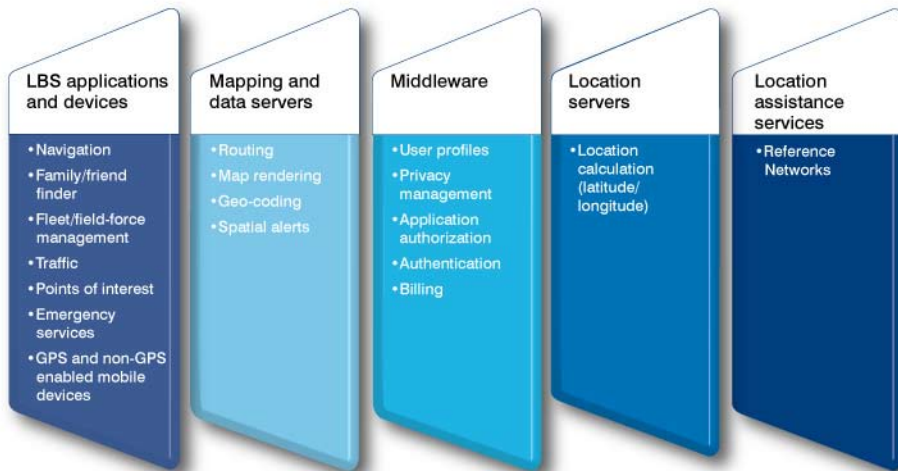 LBS applications
and devices
•Navigation
•Family/friend
finder
•Fleet/field-force
management
•Traffic
•Points of interest
•Emergency
services
•GPS and non-GPS
enabled mobile
devices
Mapping and
data servers
•Routing
•Map rendering
•Geo-coding
•Spatial alerts
Middleware
•User profiles
•Privacy
management
•Application
authorization
•Authentication
•Billing
Location
servers
•Location
calculation
(latitude/
longitude)
Location
assistance
services
•Reference
Networks